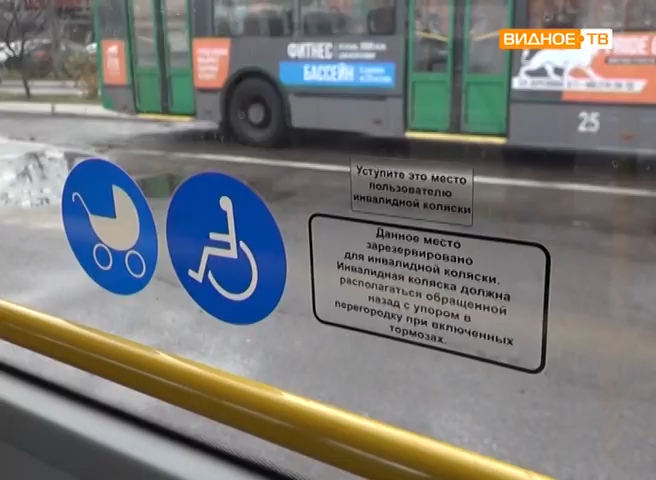 ВИДНОЕ-ТВ
ФИТНЕС
БАССЕЙН
25
Уступите это место
пользователю
инвалидной коляски
Данное место
зарезервировано
для инвалидной коляски.
Инвалидная коляска должна
располагаться обращенной
назад с упором в
перегородку при включенных
тормозах.